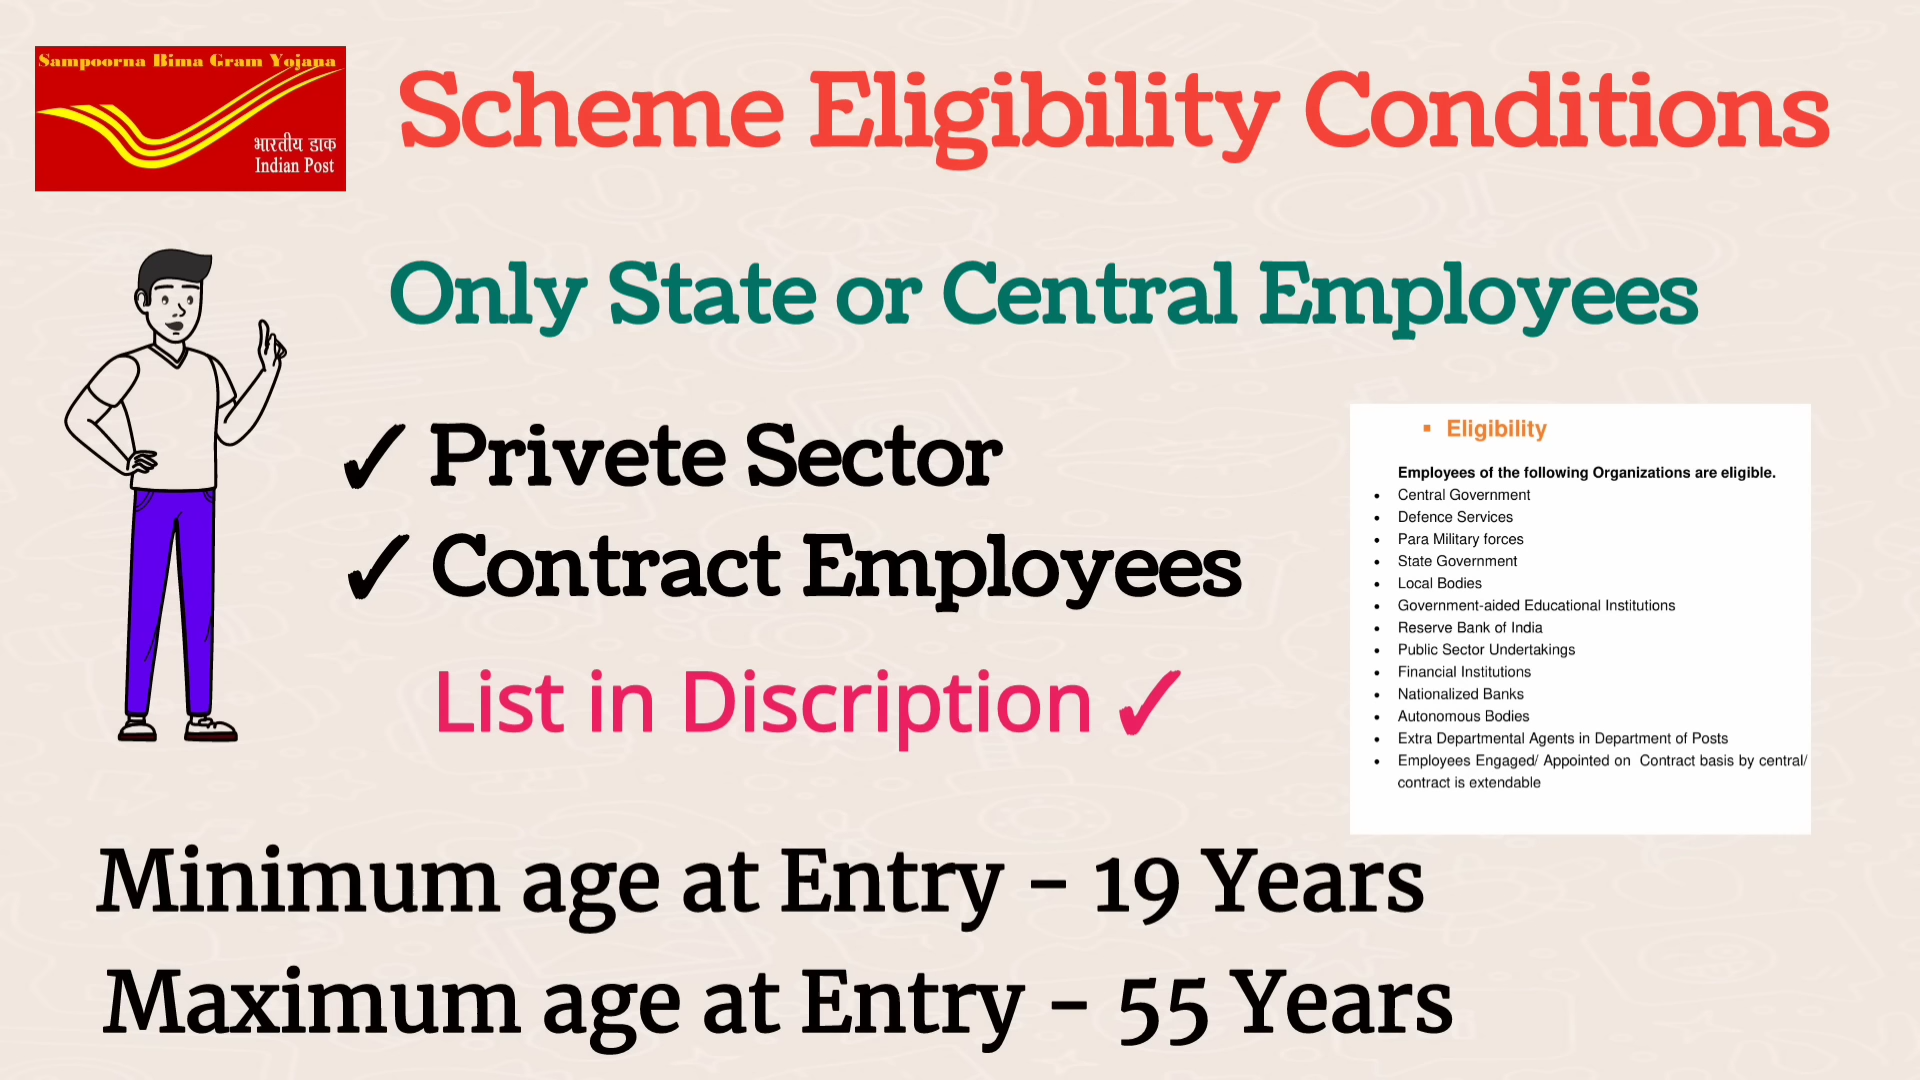 Sampoorna Bima Gram Yojana
भारतीय डाक
Indian Post
Scheme Eligibility Conditions
Only State or Central Employees
✓ Privete Sector
✓ Contract Employees
List in Discription ✓
▪ Eligibility
Employees of the following Organizations are eligible.
• Central Government
• Defence Services
• Para Military forces
• State Government
• Local Bodies
• Government-aided Educational Institutions
• Reserve Bank of India
• Public Sector Undertakings
• Financial Institutions
• Nationalized Banks
• Autonomous Bodies
• Extra Departmental Agents in Department of Posts
• Employees Engaged/ Appointed on Contract basis by central/
contract is extendable
Minimum age at Entry - 19 Years
Maximum age at Entry - 55 Years